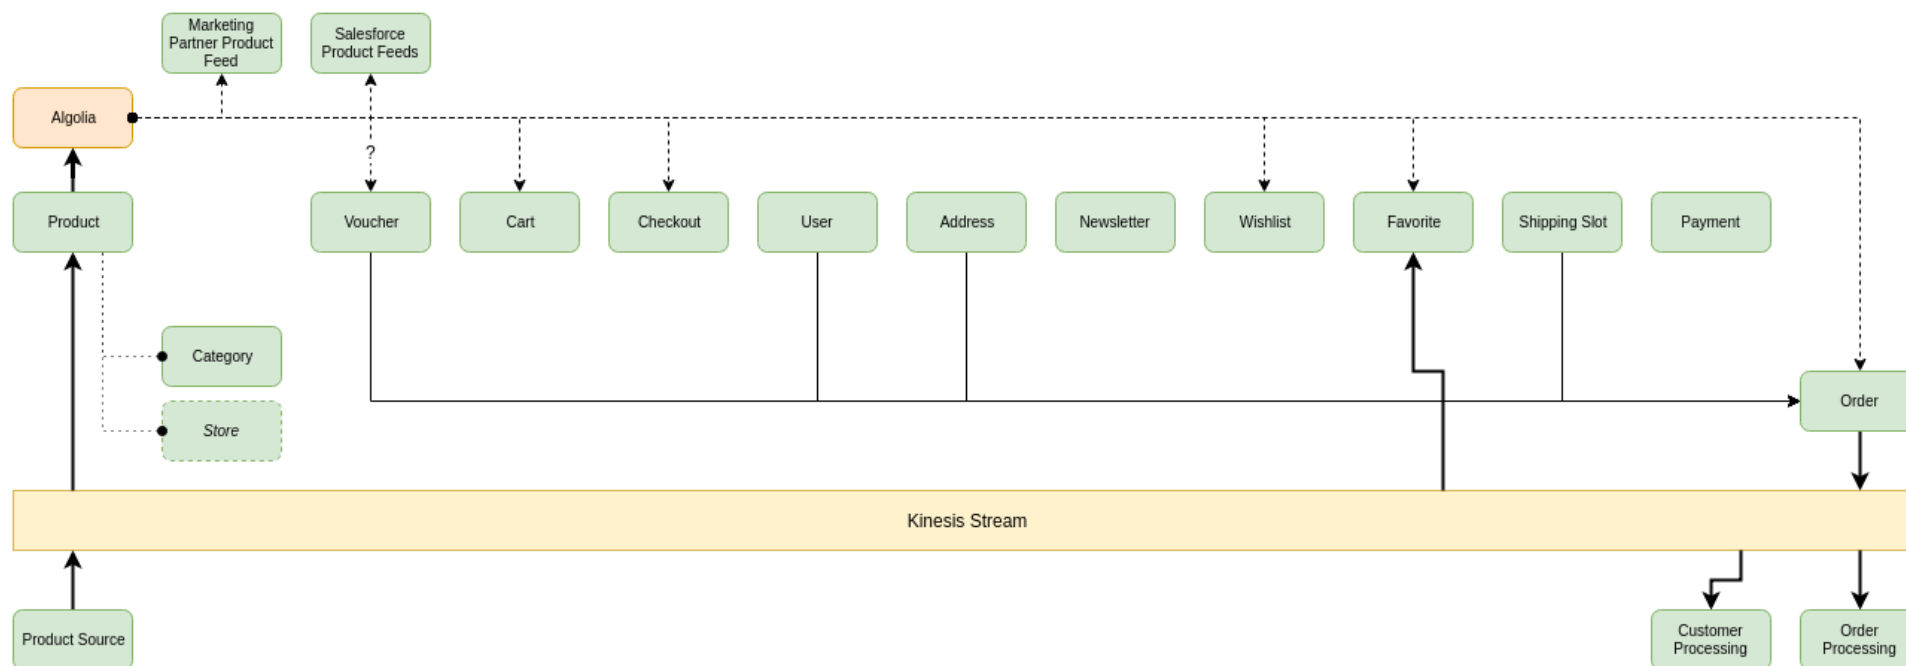 Marketing
Partner Product
Feed
Salesforce
Product Feeds
Algolia
?
Product
Voucher
Cart
Checkout
User
Address
Newsletter
Wishlist
Favorite
Shipping Slot
Payment
Category
Store
Order
Kinesis Stream
Product Source
Customer
Processing
Order
Processing